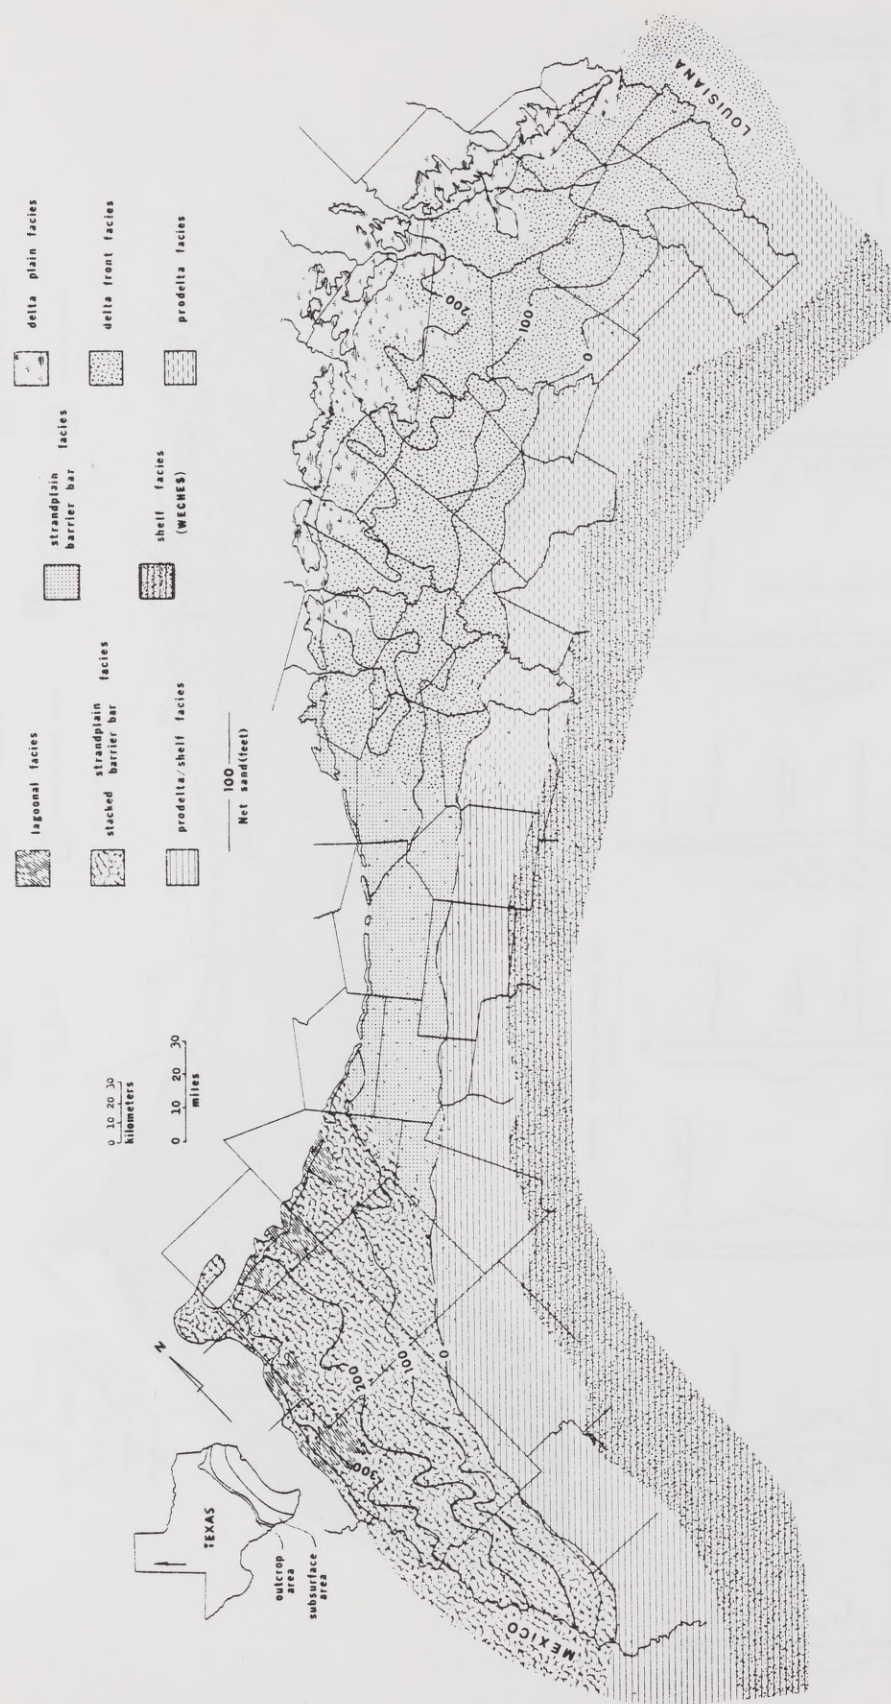 lagoonal facies
stacked strandplain
barrier bar facies
prodelta/shelf facies
strandplain
barrier bar facies
shelf facies
(WECHES)
delta plain facies
delta front facies
prodelta facies
100
Net sand(feet)
0 10 20 30
kilometers
0 10 20 30
miles
N
TEXAS
outcrop
area
subsurface
area
MEXICO
300
200
100
0
200
100
0
LOUISIANA